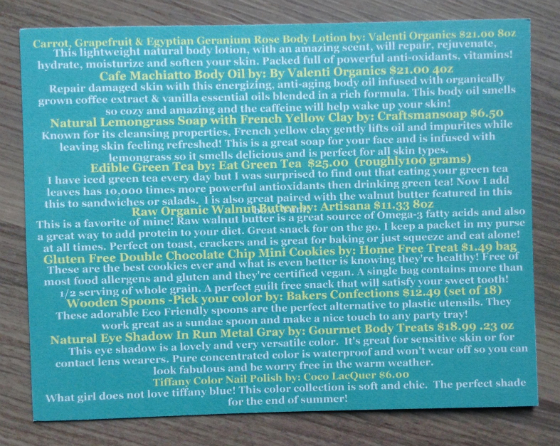 Carrot, Grapefruit & Egyptian Geranium Rose Body Lotion by: Valenti Organics $21.00 8oz
This lightweight natural body lotion, with an amazing scent, will repair, rejuvenate,
hydrate, moisturize and soften your skin. Packed full of powerful anti-oxidants, vitamins!
Cafe Machiatto Body Oil by: By Valenti Organics $21.00 4oz
Repair damaged skin with this energizing, anti-aging body oil infused with organically
grown coffee extract & vanilla essential oils blended in a rich formula. This body oil smells
so cozy and amazing and the caffeine will help wake up your skin!
Natural Lemongrass Soap with French Yellow Clay by: Craftsmansoap $6.50
Known for its cleansing properties, French yellow clay gently lifts oil and impurites while
leaving skin feeling refreshed! This is a great soap for your face and is infused with
lemongrass so it smells delicious and is perfect for all skin types.
Edible Green Tea by: Eat Green Tea $25.00 (roughly100 grams)
I have iced green tea every day but I was surprised to find out that eating your green tea
leaves has 10,000 times more powerful antioxidants then drinking green tea! Now I add
this to sandwiches or salads. I is also great paired with the walnut butter featured in this
Raw Organic Walnut Butter by: Artisana $11.33 8oz
This is a favorite of mine! Raw walnut butter is a great source of Omega-3 fatty acids and also
a great way to add protein to your diet. Great snack for on the go. I keep a packet in my purse
at all times. Perfect on toast, crackers and is great for baking or just squeeze and eat alone!
Gluten Free Double Chocolate Chip Mini Cookies by: Home Free Treat $1.49 bag
These are the best cookies ever and what is even better is knowing they're healthy! Free of
most food allergens and gluten and they're certified vegan. A single bag contains more than
1/2 serving of whole grain. A perfect guilt free snack that will satisfy your sweet tooth!
Wooden Spoons -Pick your color by: Bakers Confections $12.49 (set of 18)
These adorable Eco Friendly spoons are the perfect alternative to plastic utensils. They
work great as a sundae spoon and make a nice touch to any party tray!
Natural Eye Shadow In Run Metal Gray by: Gourmet Body Treats $18.99 .23 oz
This eye shadow is a lovely and very versatile color. It's great for sensitive skin or for
contact lens wearers. Pure concentrated color is waterproof and won't wear off so you can
look fabulous and be worry free in the warm weather.
Tiffany Color Nail Polish by: Coco LacQuer $6.00
What girl does not love tiffany blue! This color collection is soft and chic. The perfect shade
for the end of summer!